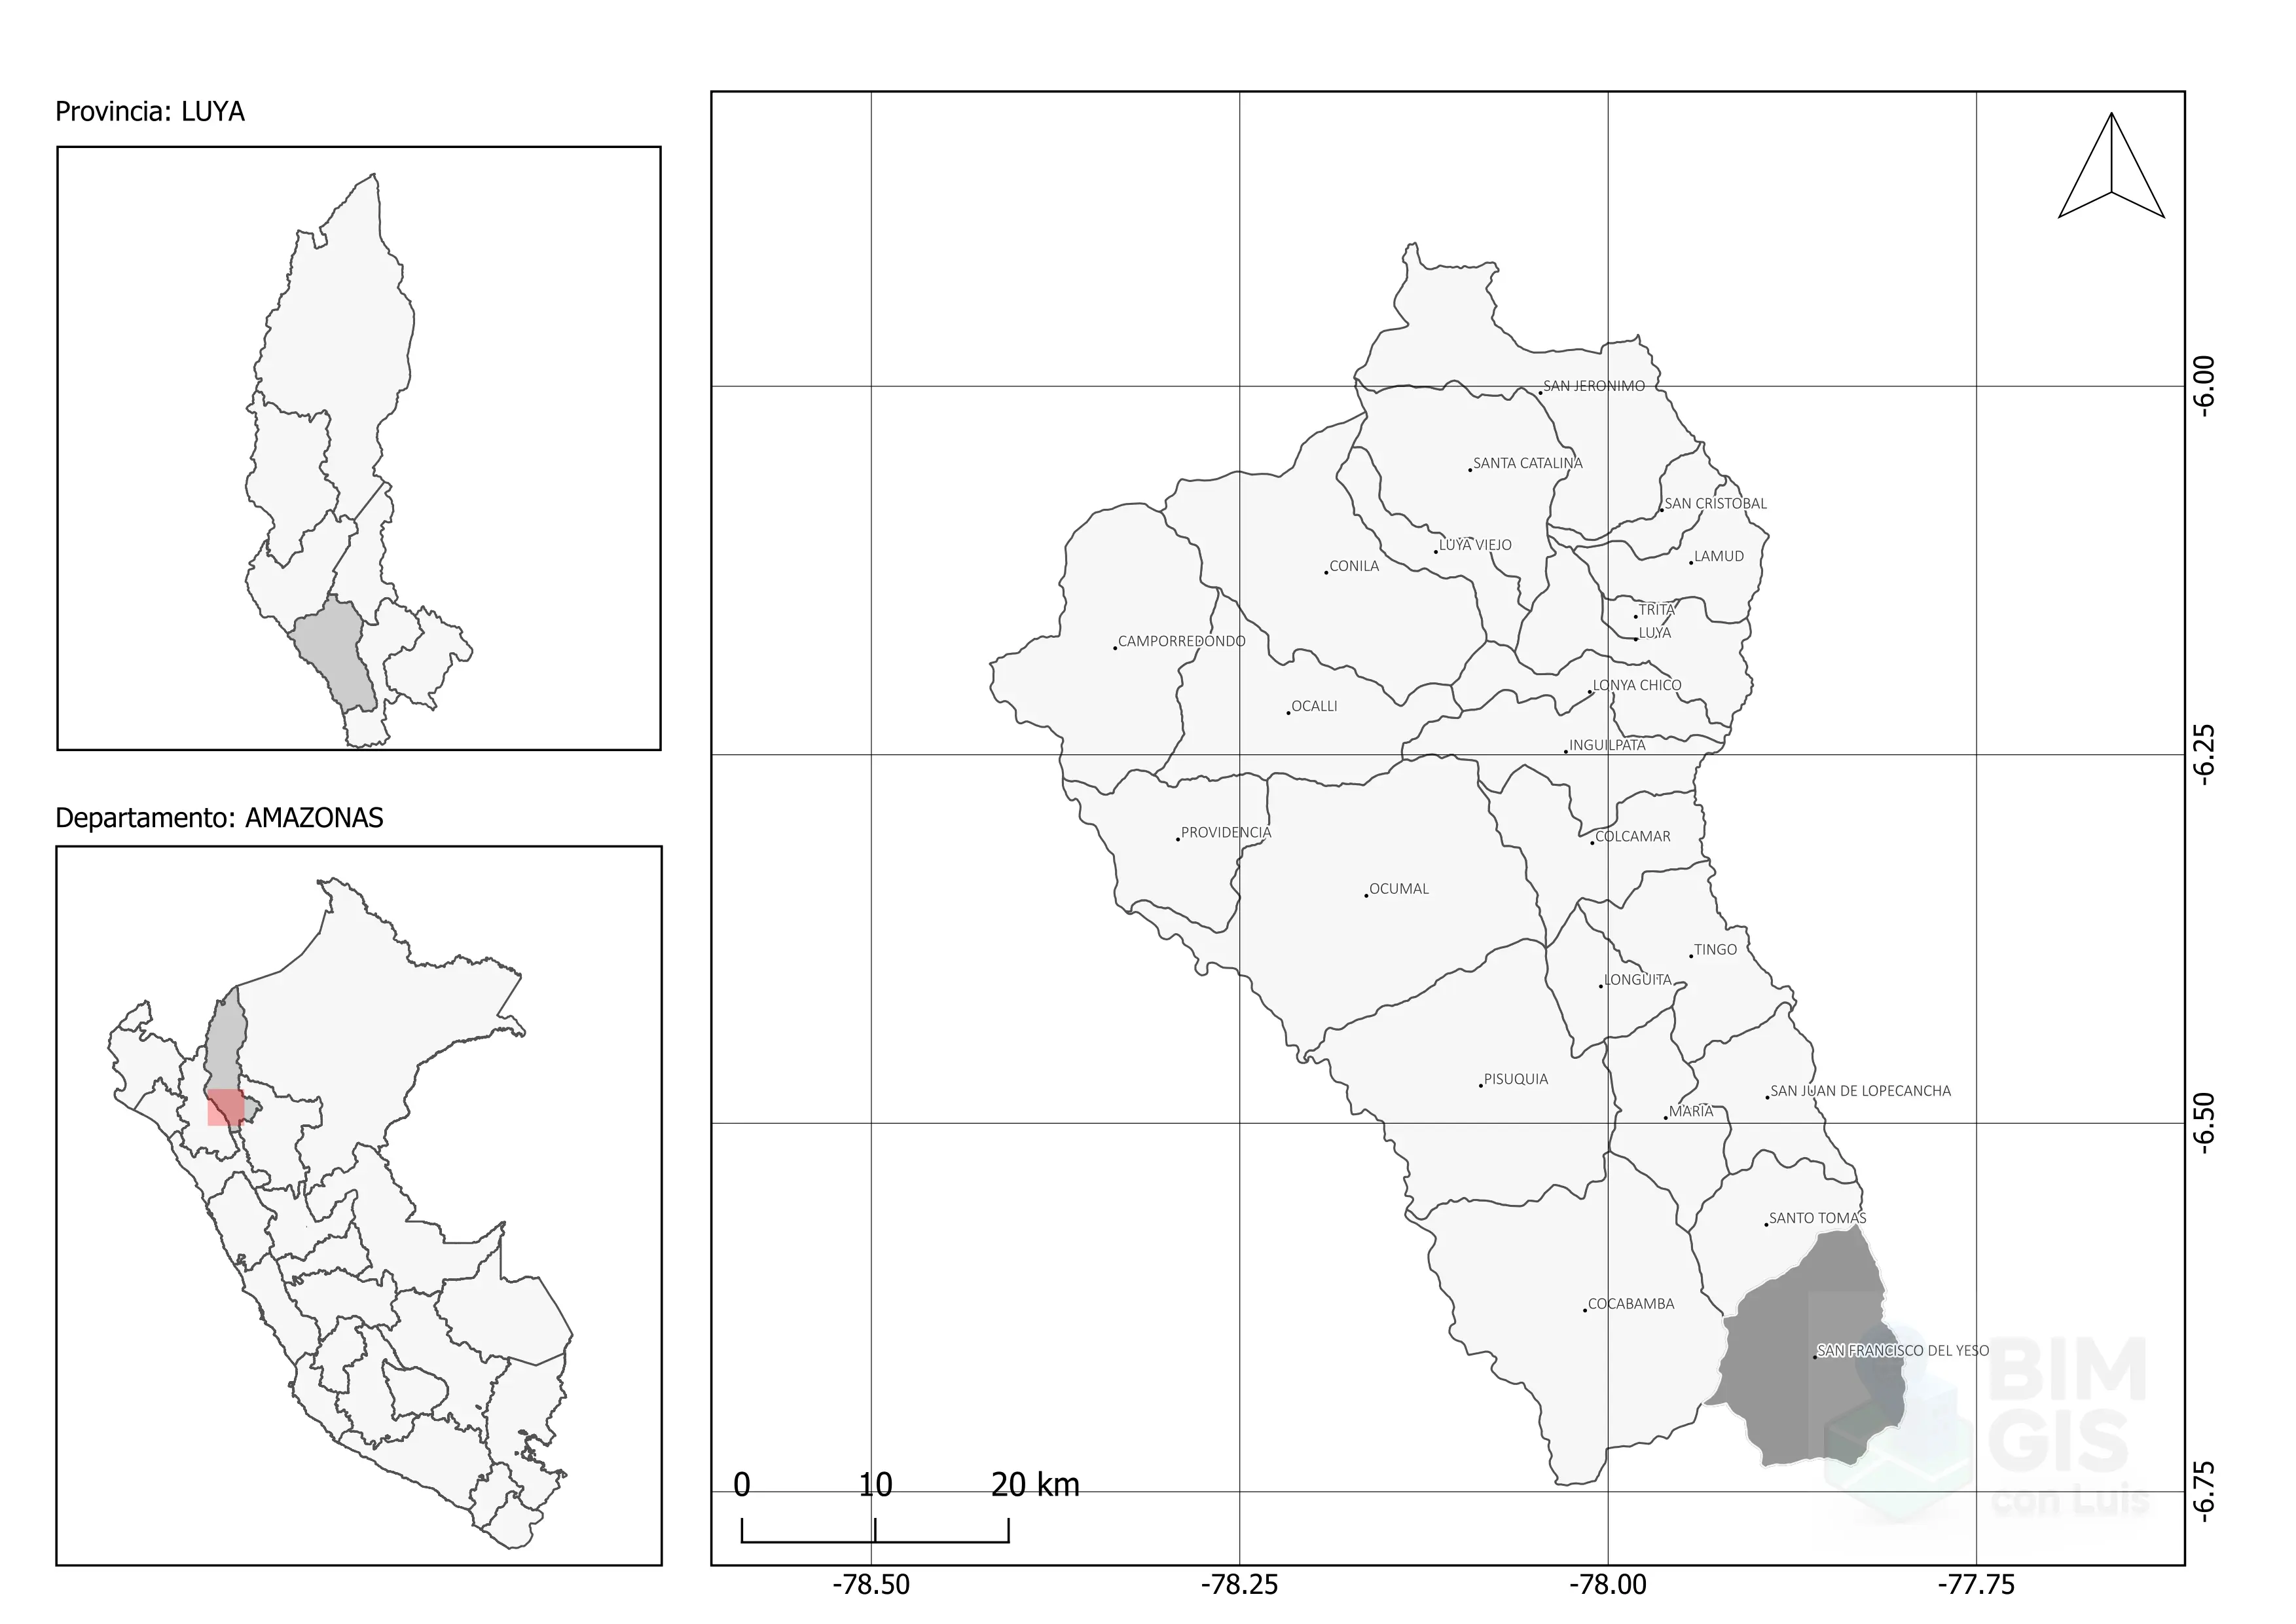 Provincia: LUYA
Departamento: AMAZONAS
SAN JERONIMO
SANTA CATALINA
SAN CRISTOBAL
LUYA VIEJO
LAMUD
CONILA
TRITA
LUYA
CAMPORREDONDO
LONYA CHICO
OCALLI
INGUILPATA
PROVIDENCIA
COLCAMAR
OCUMAL
TINGO
LONGUITA
PISUQUIA
SAN JUAN DE LOPECANCHA
MARIA
SANTO TOMAS
COCABAMBA
SAN FRANCISCO DEL YESO
BIM
GIS
con Luis
0 10 20 km
-78.50 -78.25 -78.00 -77.75
-6.00
-6.25
-6.50
-6.75